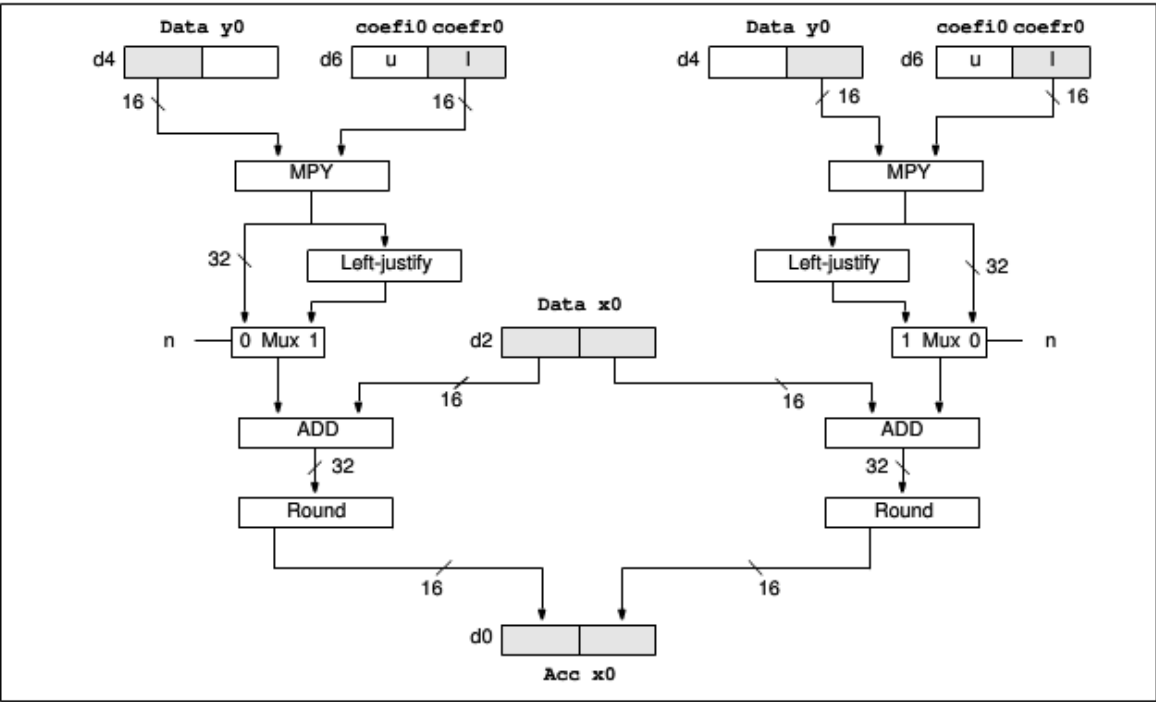 Data y0 coefi0 coefr0 Data y0 coefi0 coefr0
d4 d6 u l d4 d6 u l
16 16 16 16
MPY MPY
32 Left-justify Left-justify 32
Data x0
n 0 Mux 1 d2 1 Mux 0 n
16 16
ADD ADD
32 32
Round Round
16 16
d0
Acc x0